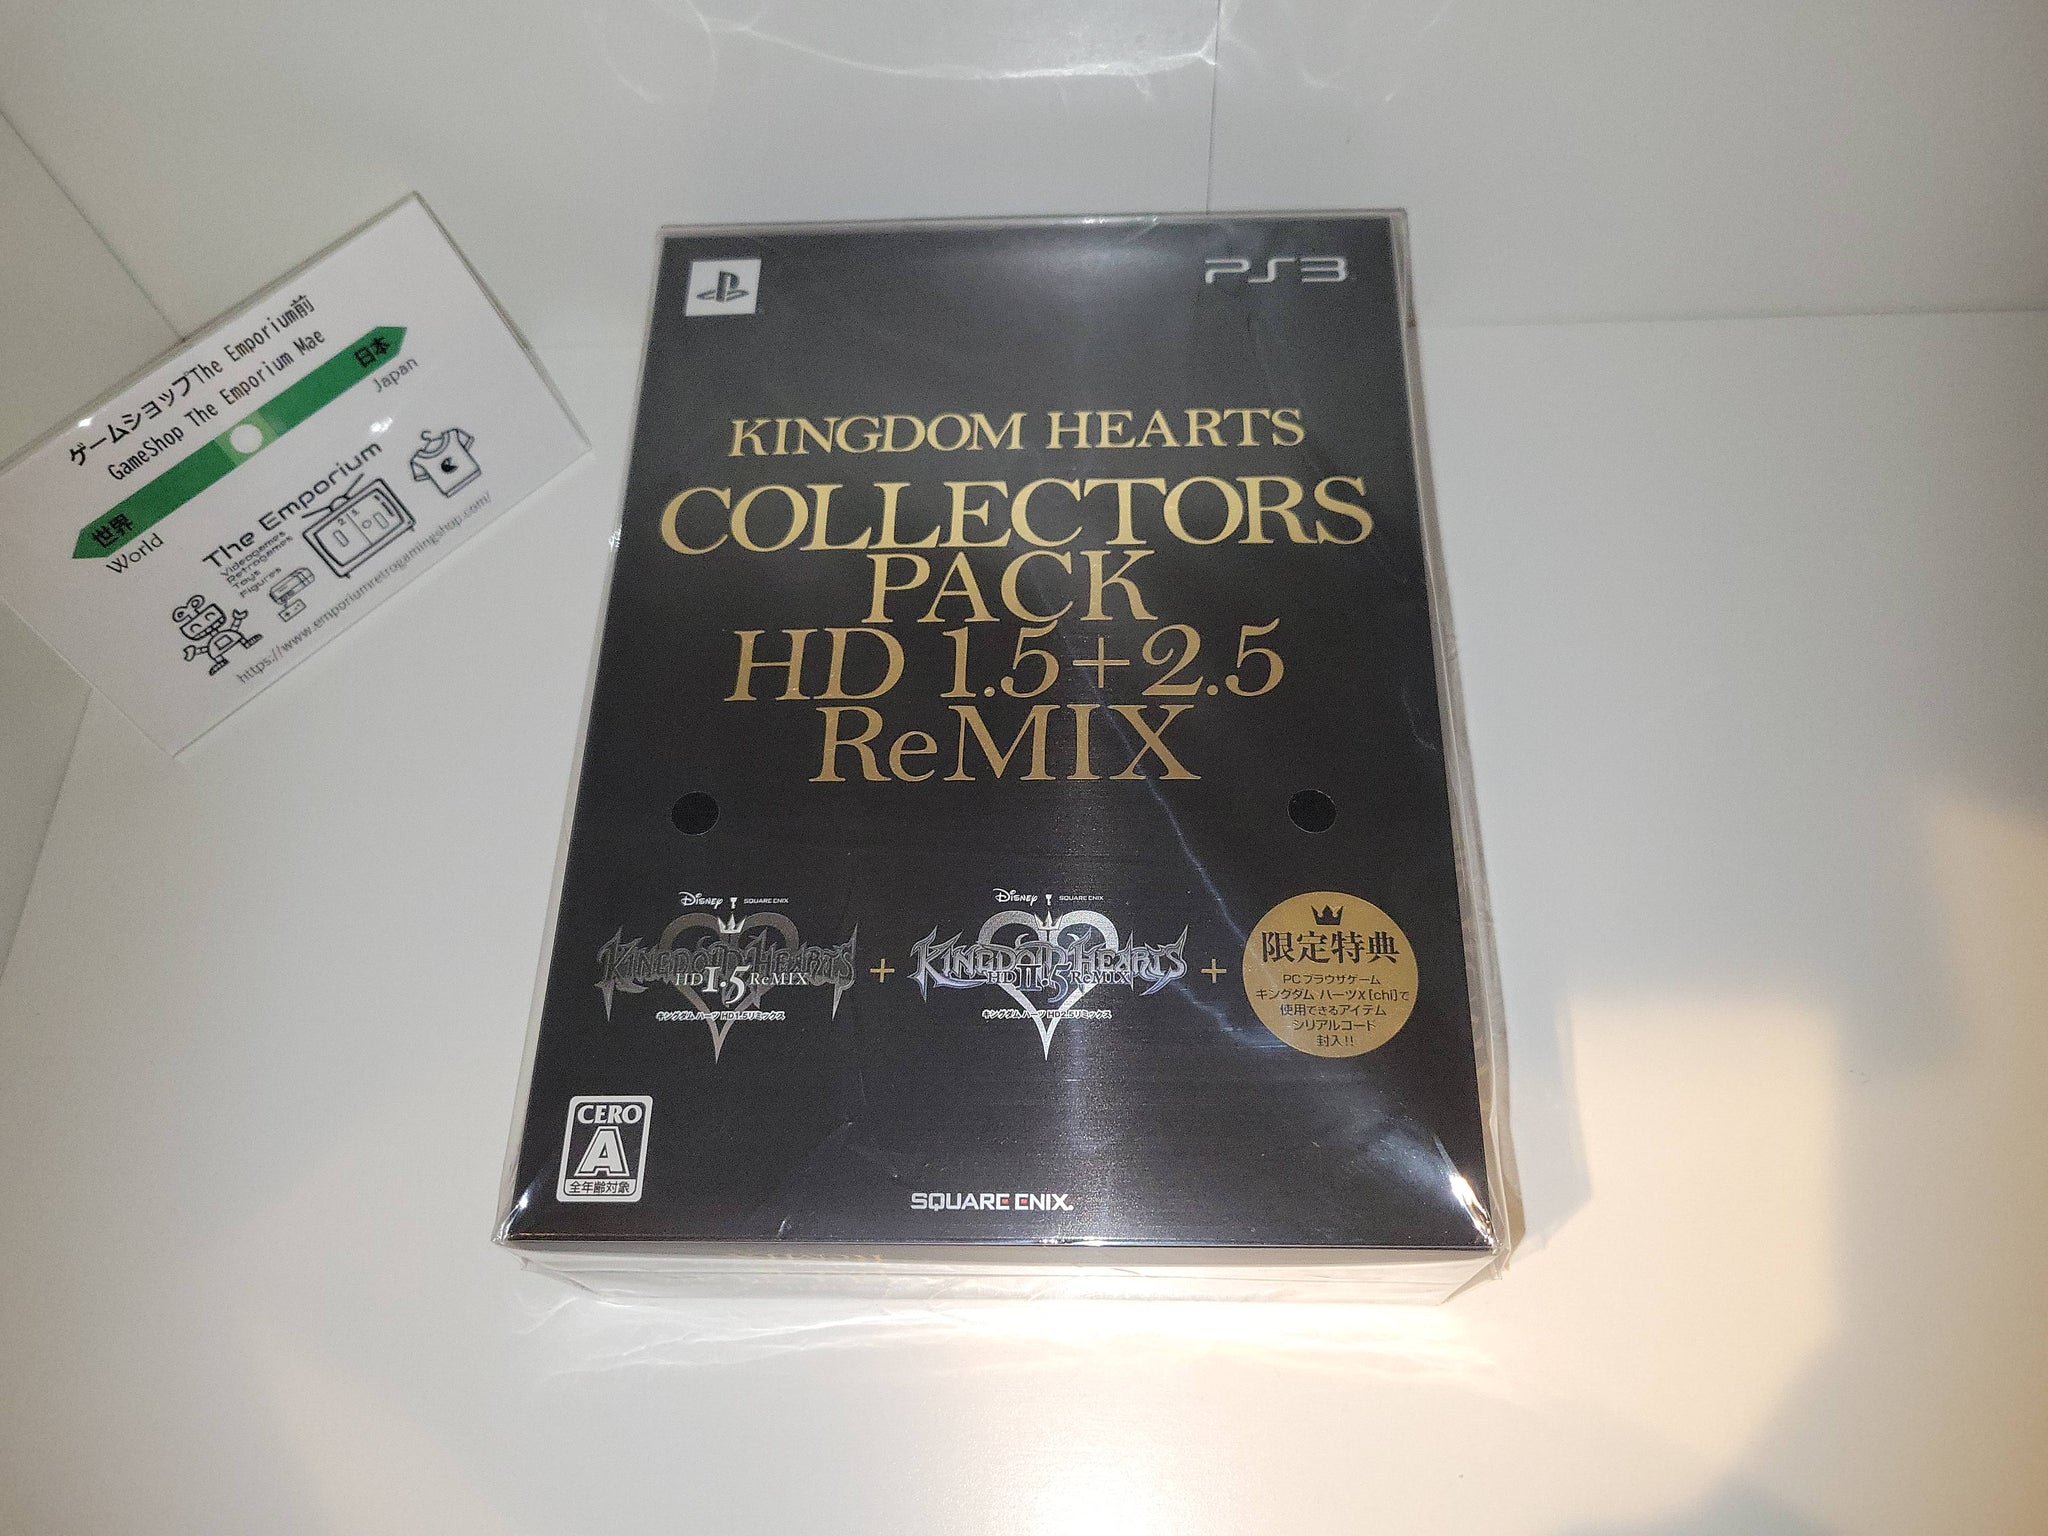 ゲームショップThe Emporium前
GameShop The Emporium Mae
世界
日本
World
Japan
The Emporium
Videogames
Retrogames
Toys
Figures
https://www.emporiumretrogamingshop.com/
PS3
KINGDOM HEARTS
COLLECTORS
PACK
HD 1.5+2.5
ReMIX
Disney SQUARE ENIX
KINGDOM HEARTS
HD I.5 ReMIX
キングダム ハーツ HD1.5リミックス
+
Disney SQUARE ENIX
KINGDOM HEARTS
HD II.5 ReMIX
キングダム ハーツ HD2.5リミックス
+
限定特典
PCブラウザゲーム
キングダム ハーツχ[chi]で
使用できるアイテム
シリアルコード
封入!!
CERO
A
全年齢対象
SQUARE ENIX.